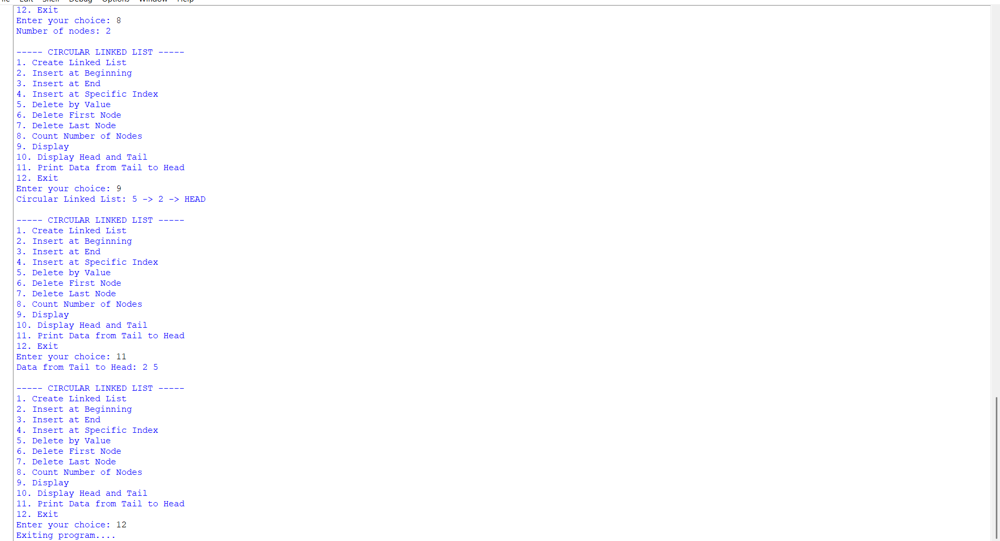 Edit Shell Debug Options Window Help
12. Exit
Enter your choice: 8
Number of nodes: 2
----- CIRCULAR LINKED LIST -----
1. Create Linked List
2. Insert at Beginning
3. Insert at End
4. Insert at Specific Index
5. Delete by Value
6. Delete First Node
7. Delete Last Node
8. Count Number of Nodes
9. Display
10. Display Head and Tail
11. Print Data from Tail to Head
12. Exit
Enter your choice: 9
Circular Linked List: 5 -> 2 -> HEAD
----- CIRCULAR LINKED LIST -----
1. Create Linked List
2. Insert at Beginning
3. Insert at End
4. Insert at Specific Index
5. Delete by Value
6. Delete First Node
7. Delete Last Node
8. Count Number of Nodes
9. Display
10. Display Head and Tail
11. Print Data from Tail to Head
12. Exit
Enter your choice: 11
Data from Tail to Head: 2 5
----- CIRCULAR LINKED LIST -----
1. Create Linked List
2. Insert at Beginning
3. Insert at End
4. Insert at Specific Index
5. Delete by Value
6. Delete First Node
7. Delete Last Node
8. Count Number of Nodes
9. Display
10. Display Head and Tail
11. Print Data from Tail to Head
12. Exit
Enter your choice: 12
Exiting program....